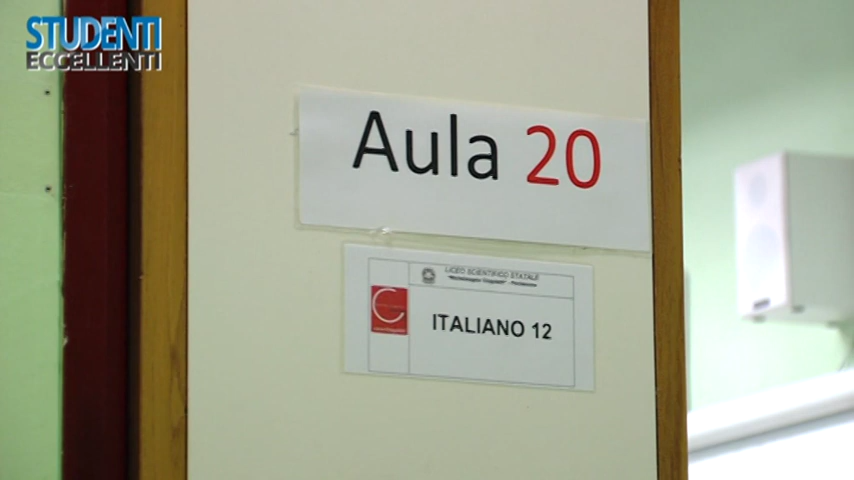 STUDENTI
ECCELLENTI
Aula 20
LICEO SCIENTIFICO STATALE
ITALIANO 12